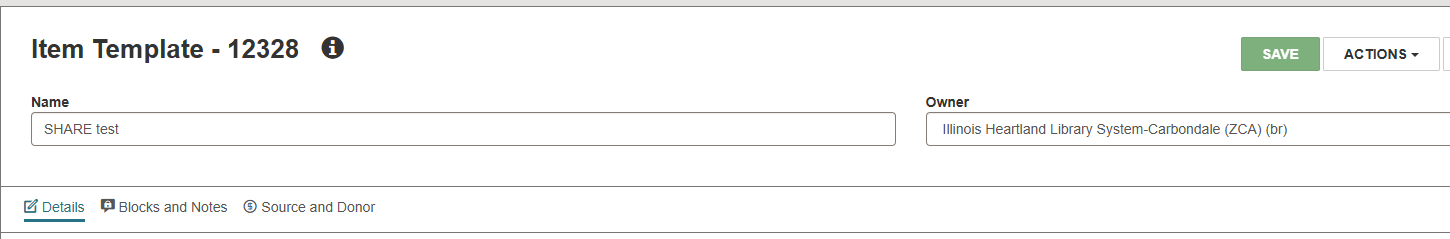 Item Template - 12328
SAVE
ACTIONS
Name
Owner
SHARE test
Illinois Heartland Library System-Carbondale (ZCA) (br)
Details
Blocks and Notes
Source and Donor